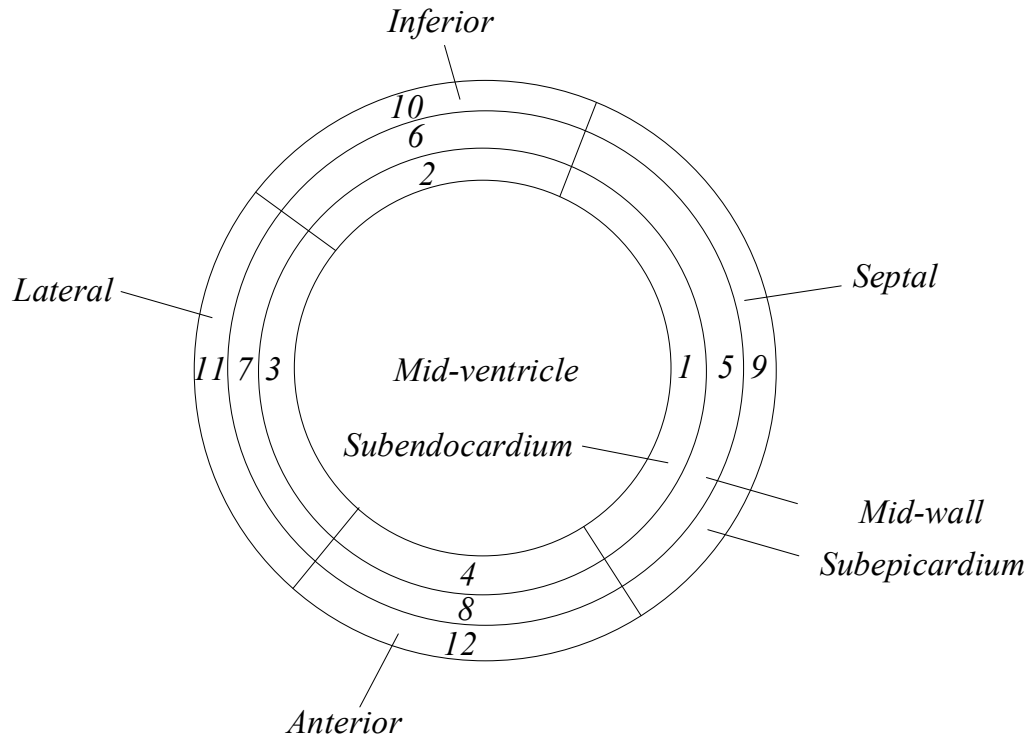 Inferior
10
6
2
Septal
Lateral
11 7 3 Mid-ventricle 1 5 9
Subendocardium
Mid-wall
Subepicardium
4
8
12
Anterior